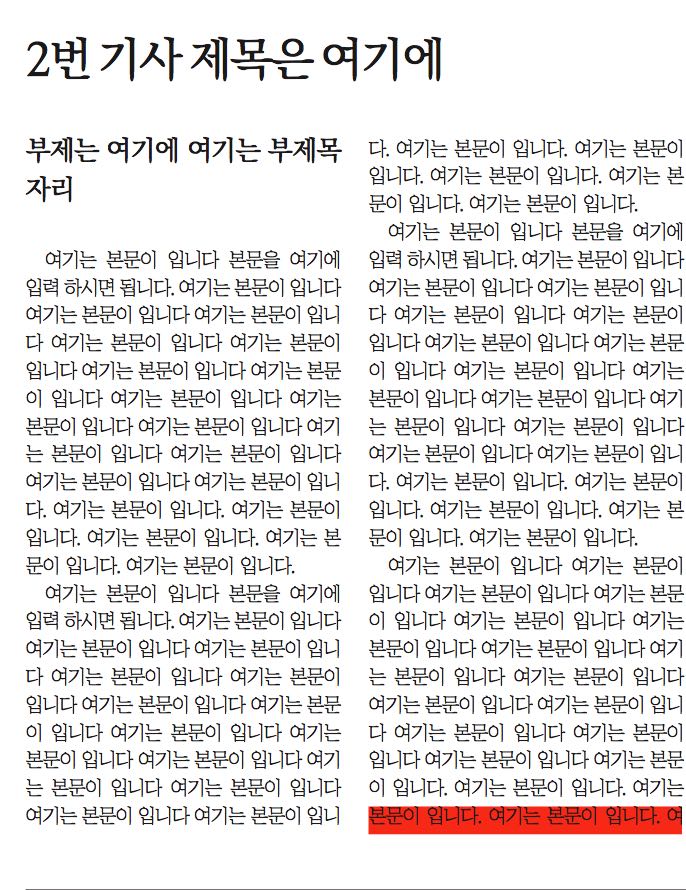 2번 기사 제목은 여기에
부제는 여기에 여기는 부제목
자리
여기는 본문이 입니다 본문을 여기에
입력 하시면 됩니다. 여기는 본문이 입니다
여기는 본문이 입니다 여기는 본문이 입니
다 여기는 본문이 입니다 여기는 본문이
입니다 여기는 본문이 입니다 여기는 본문
이 입니다 여기는 본문이 입니다 여기는
본문이 입니다 여기는 본문이 입니다 여기
는 본문이 입니다 여기는 본문이 입니다
여기는 본문이 입니다 여기는 본문이 입니
다. 여기는 본문이 입니다. 여기는 본문이
입니다. 여기는 본문이 입니다. 여기는 본
문이 입니다. 여기는 본문이 입니다.
여기는 본문이 입니다 본문을 여기에
입력 하시면 됩니다. 여기는 본문이 입니다
여기는 본문이 입니다 여기는 본문이 입니
다 여기는 본문이 입니다 여기는 본문이
입니다 여기는 본문이 입니다 여기는 본문
이 입니다 여기는 본문이 입니다 여기는
본문이 입니다 여기는 본문이 입니다 여기
는 본문이 입니다 여기는 본문이 입니다
여기는 본문이 입니다 여기는 본문이 입니
다. 여기는 본문이 입니다. 여기는 본문이
입니다. 여기는 본문이 입니다. 여기는 본
문이 입니다. 여기는 본문이 입니다.
여기는 본문이 입니다 본문을 여기에
입력 하시면 됩니다. 여기는 본문이 입니다
여기는 본문이 입니다 여기는 본문이 입니
다 여기는 본문이 입니다 여기는 본문이
입니다 여기는 본문이 입니다 여기는 본문
이 입니다 여기는 본문이 입니다 여기는
본문이 입니다 여기는 본문이 입니다 여기
는 본문이 입니다 여기는 본문이 입니다
여기는 본문이 입니다 여기는 본문이 입니
다. 여기는 본문이 입니다. 여기는 본문이
입니다. 여기는 본문이 입니다. 여기는 본
문이 입니다. 여기는 본문이 입니다.
여기는 본문이 입니다 여기는 본문이
입니다 여기는 본문이 입니다 여기는 본문
이 입니다 여기는 본문이 입니다 여기는
본문이 입니다 여기는 본문이 입니다 여기
는 본문이 입니다 여기는 본문이 입니다
여기는 본문이 입니다 여기는 본문이 입니
다 여기는 본문이 입니다 여기는 본문이
입니다 여기는 본문이 입니다 여기는 본문
이 입니다. 여기는 본문이 입니다. 여기는
본문이 입니다. 여기는 본문이 입니다. 여